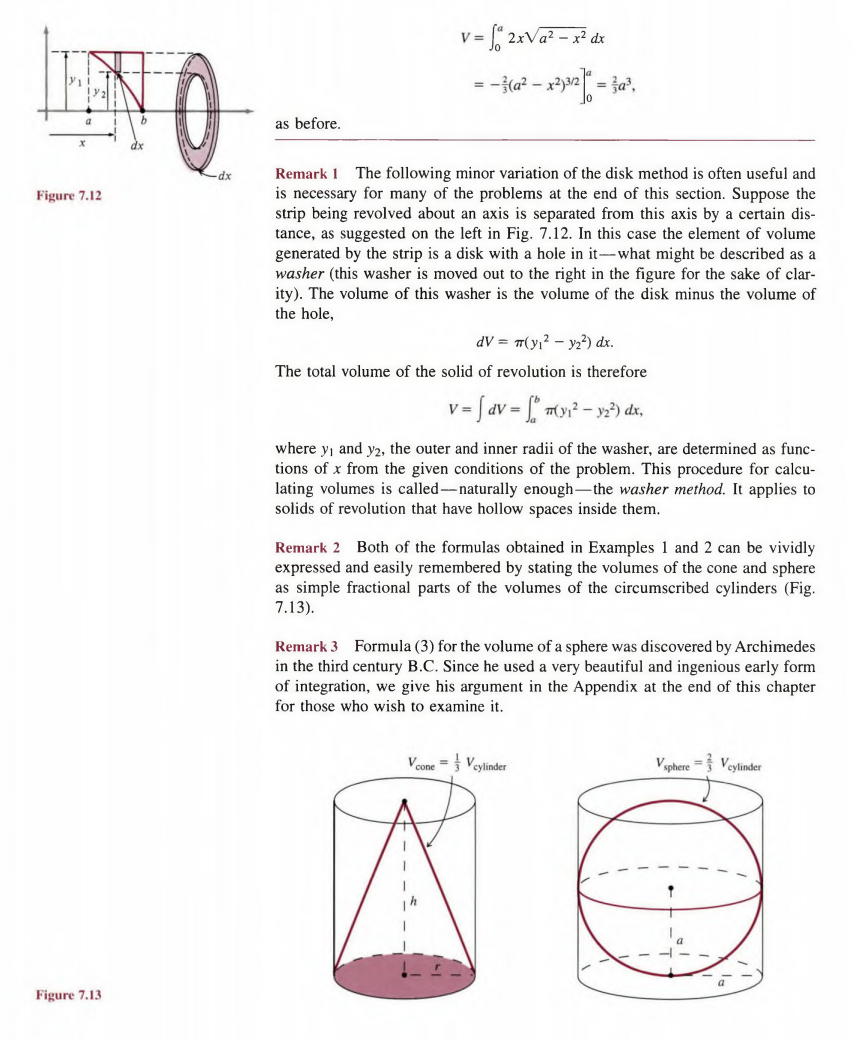 y₁
y₂
a
b
x
dx
dx
Figure 7.12
V = ∫₀ᵃ 2x√(a² − x²) dx
= −⅔(a² − x²)^{3/2}]₀ᵃ = ⅔a³,
as before.
Remark 1 The following minor variation of the disk method is often useful and
is necessary for many of the problems at the end of this section. Suppose the
strip being revolved about an axis is separated from this axis by a certain dis-
tance, as suggested on the left in Fig. 7.12. In this case the element of volume
generated by the strip is a disk with a hole in it—what might be described as a
washer (this washer is moved out to the right in the figure for the sake of clar-
ity). The volume of this washer is the volume of the disk minus the volume of
the hole,
dV = π(y₁² − y₂²) dx.
The total volume of the solid of revolution is therefore
V = ∫ dV = ∫ₐᵇ π(y₁² − y₂²) dx,
where y₁ and y₂, the outer and inner radii of the washer, are determined as func-
tions of x from the given conditions of the problem. This procedure for calcu-
lating volumes is called—naturally enough—the washer method. It applies to
solids of revolution that have hollow spaces inside them.
Remark 2 Both of the formulas obtained in Examples 1 and 2 can be vividly
expressed and easily remembered by stating the volumes of the cone and sphere
as simple fractional parts of the volumes of the circumscribed cylinders (Fig.
7.13).
Remark 3 Formula (3) for the volume of a sphere was discovered by Archimedes
in the third century B.C. Since he used a very beautiful and ingenious early form
of integration, we give his argument in the Appendix at the end of this chapter
for those who wish to examine it.
V_cone = ⅓ V_cylinder
h
r
V_sphere = ⅔ V_cylinder
a
a
Figure 7.13